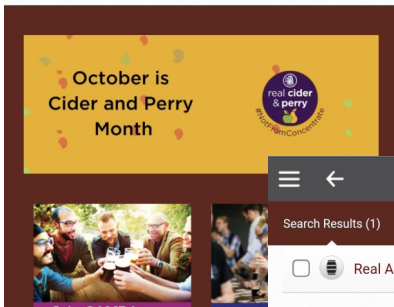 October is
Cider and Perry
Month
real cider
& perry
#NotFromConcentrate
Search Results (1)
Real A